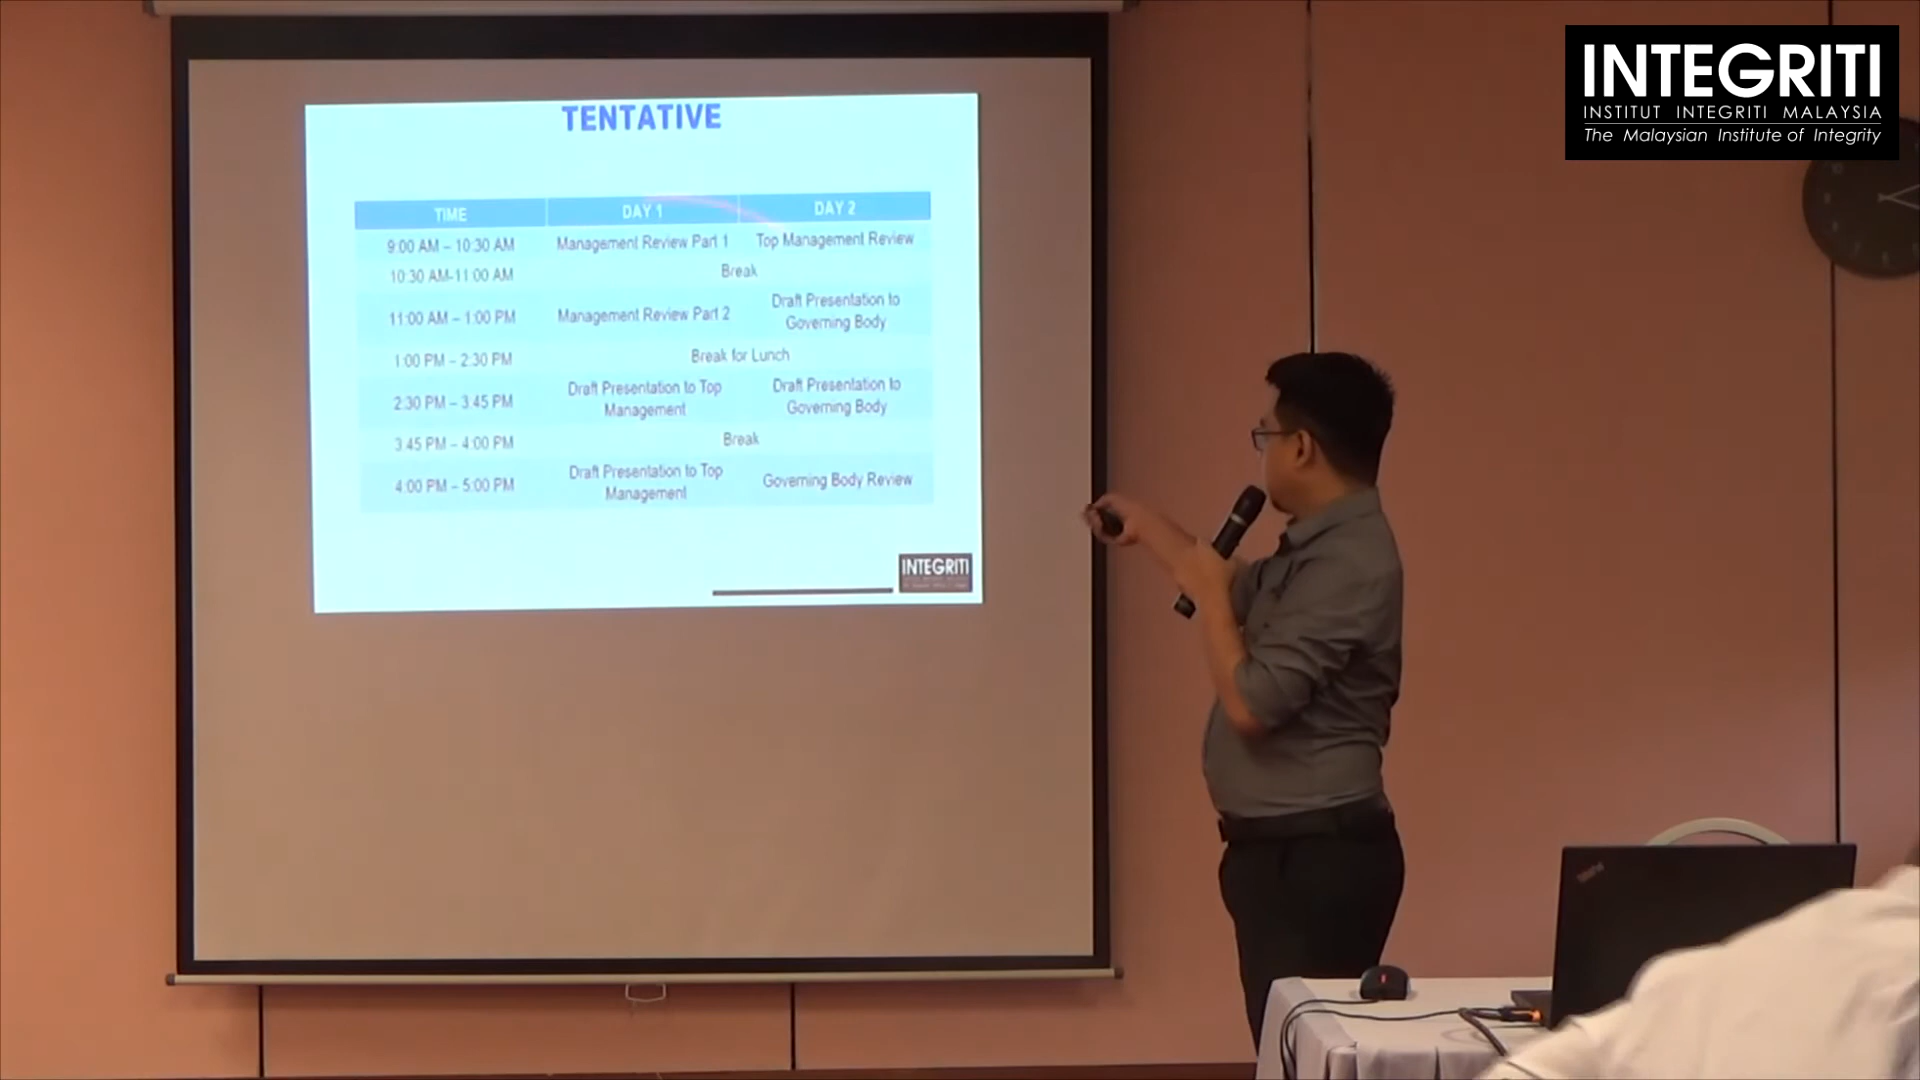 INTEGRITI
INSTITUT INTEGRITI MALAYSIA
The Malaysian Institute of Integrity
TENTATIVE
TIME DAY 1 DAY 2
9:00 AM – 10:30 AM Management Review Part 1 Top Management Review
10:30 AM-11:00 AM Break
11:00 AM – 1:00 PM Management Review Part 2 Draft Presentation to
Governing Body
1:00 PM – 2:30 PM Break for Lunch
2:30 PM – 3.45 PM Draft Presentation to Top
Management Draft Presentation to
Governing Body
3.45 PM – 4:00 PM Break
4:00 PM – 5:00 PM Draft Presentation to Top
Management Governing Body Review
INTEGRITI
ThinkPad